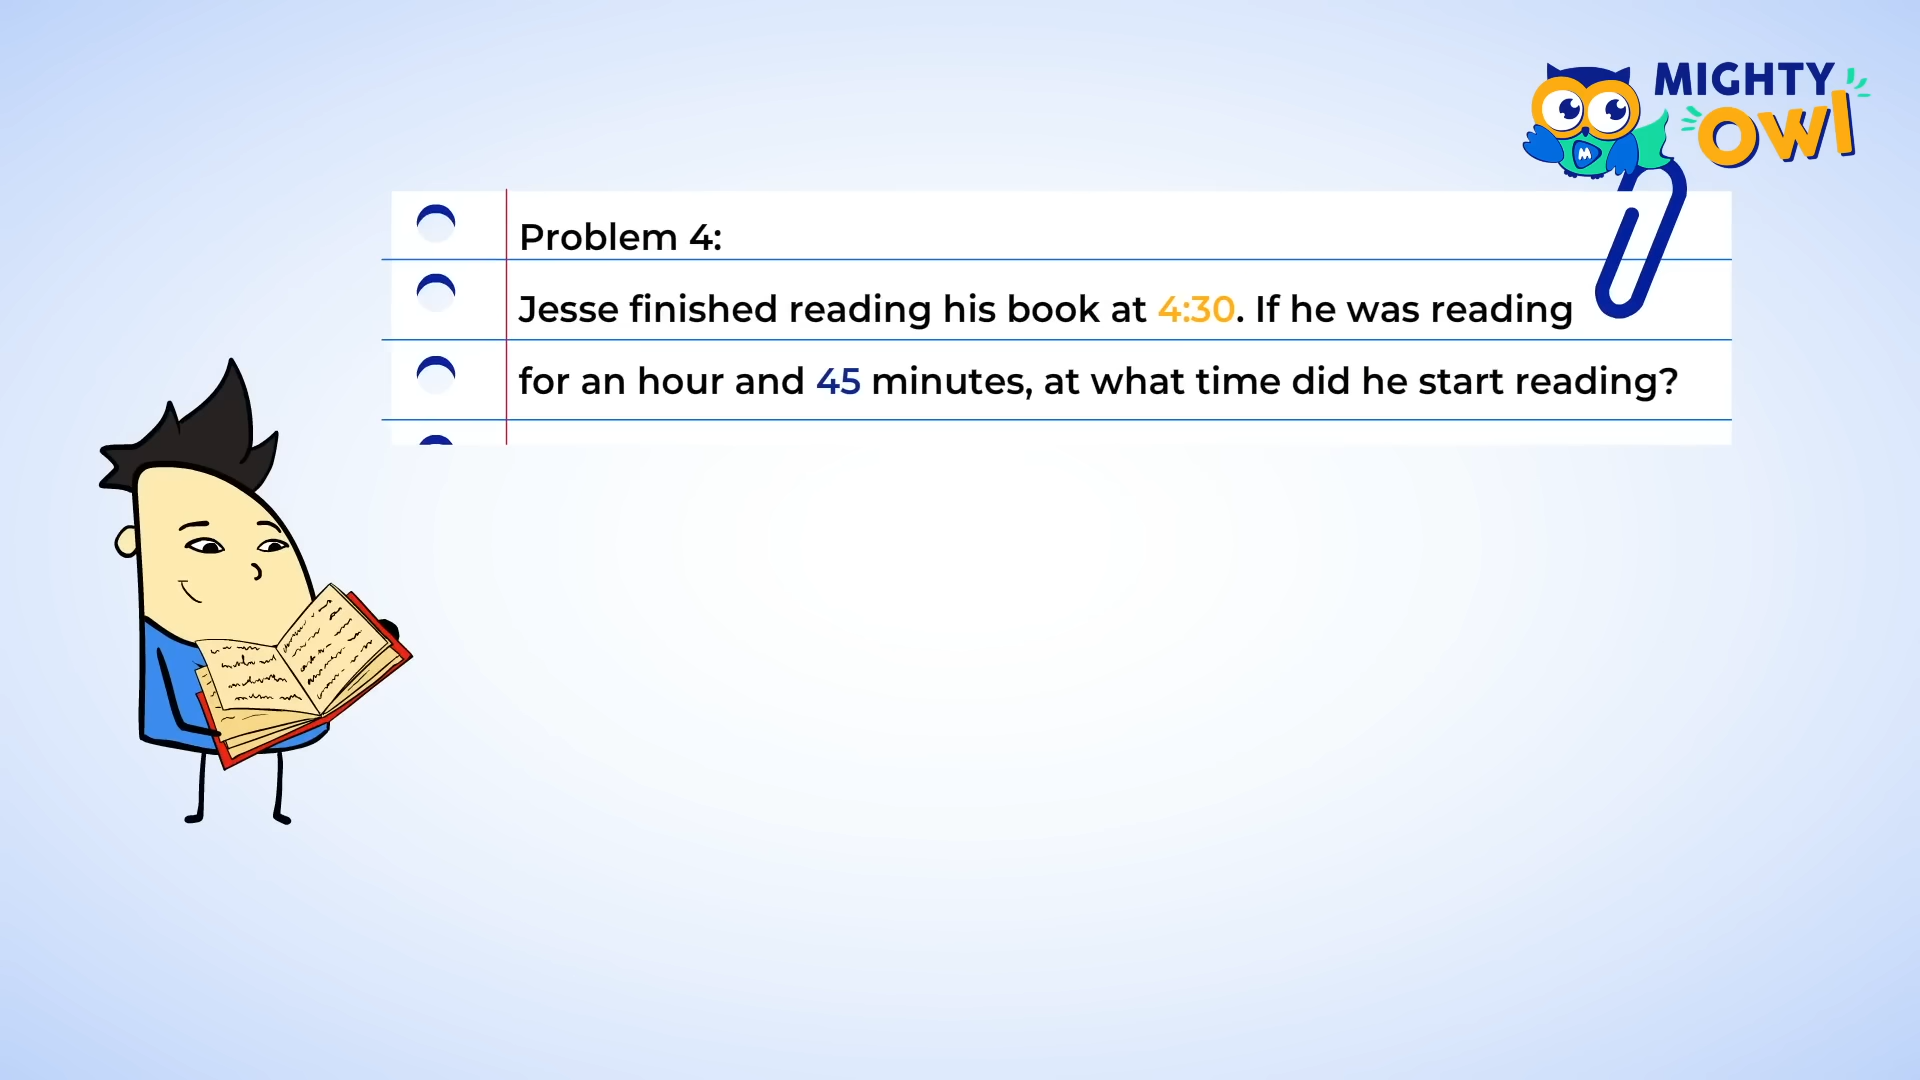 MIGHTY
OWl
Problem 4:
Jesse finished reading his book at 4:30. If he was reading
for an hour and 45 minutes, at what time did he start reading?